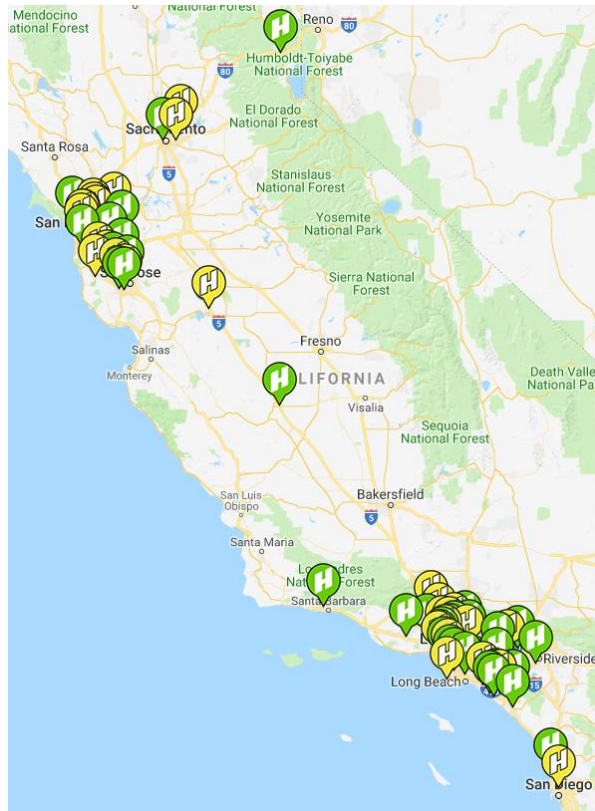 Mendocino
National Forest
Reno
80
Humboldt-Toiyabe
National Forest
80
El Dorado
National Forest
Santa Rosa
5
Stanislaus
National Forest
Yosemite
National Park
San
Sierra National
Forest
5
Fresno
Salinas
Monterey
LIFORNIA
Death Valle
National Pa
Visalia
Sequoia
National Forest
San Luis
Obispo
Bakersfield
5
Santa Maria
Santa Barbara
Riverside
Long Beach
15
San Diego
H